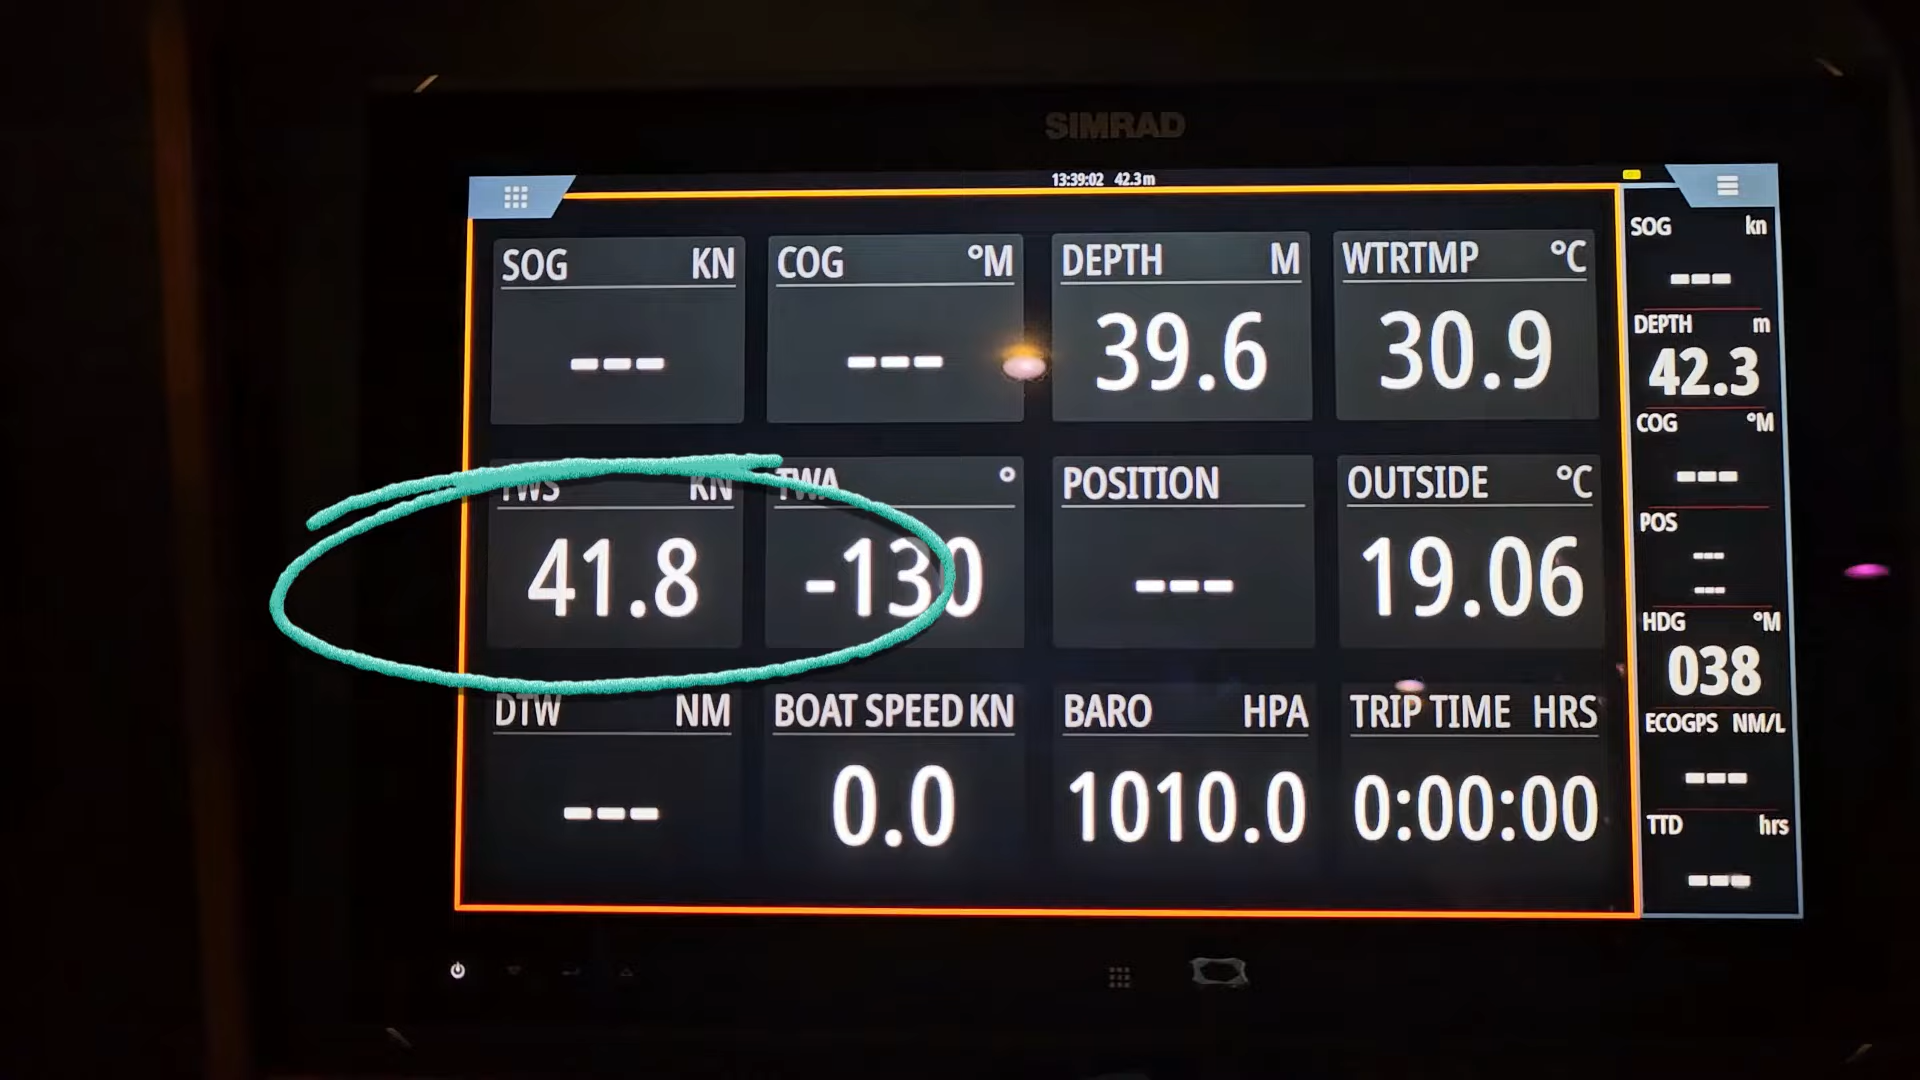 SIMRAD
13:39:02 42.3m
SOG KN
---
COG °M
---
DEPTH M
39.6
WTRTMP °C
30.9
TWS KN
41.8
TWA °
-130
POSITION
---
OUTSIDE °C
19.06
DTW NM
---
BOAT SPEED KN
0.0
BARO HPA
1010.0
TRIP TIME HRS
0:00:00
SOG kn
---
DEPTH m
42.3
COG °M
---
POS
---
---
HDG °M
038
ECOGPS NM/L
---
TTD hrs
---